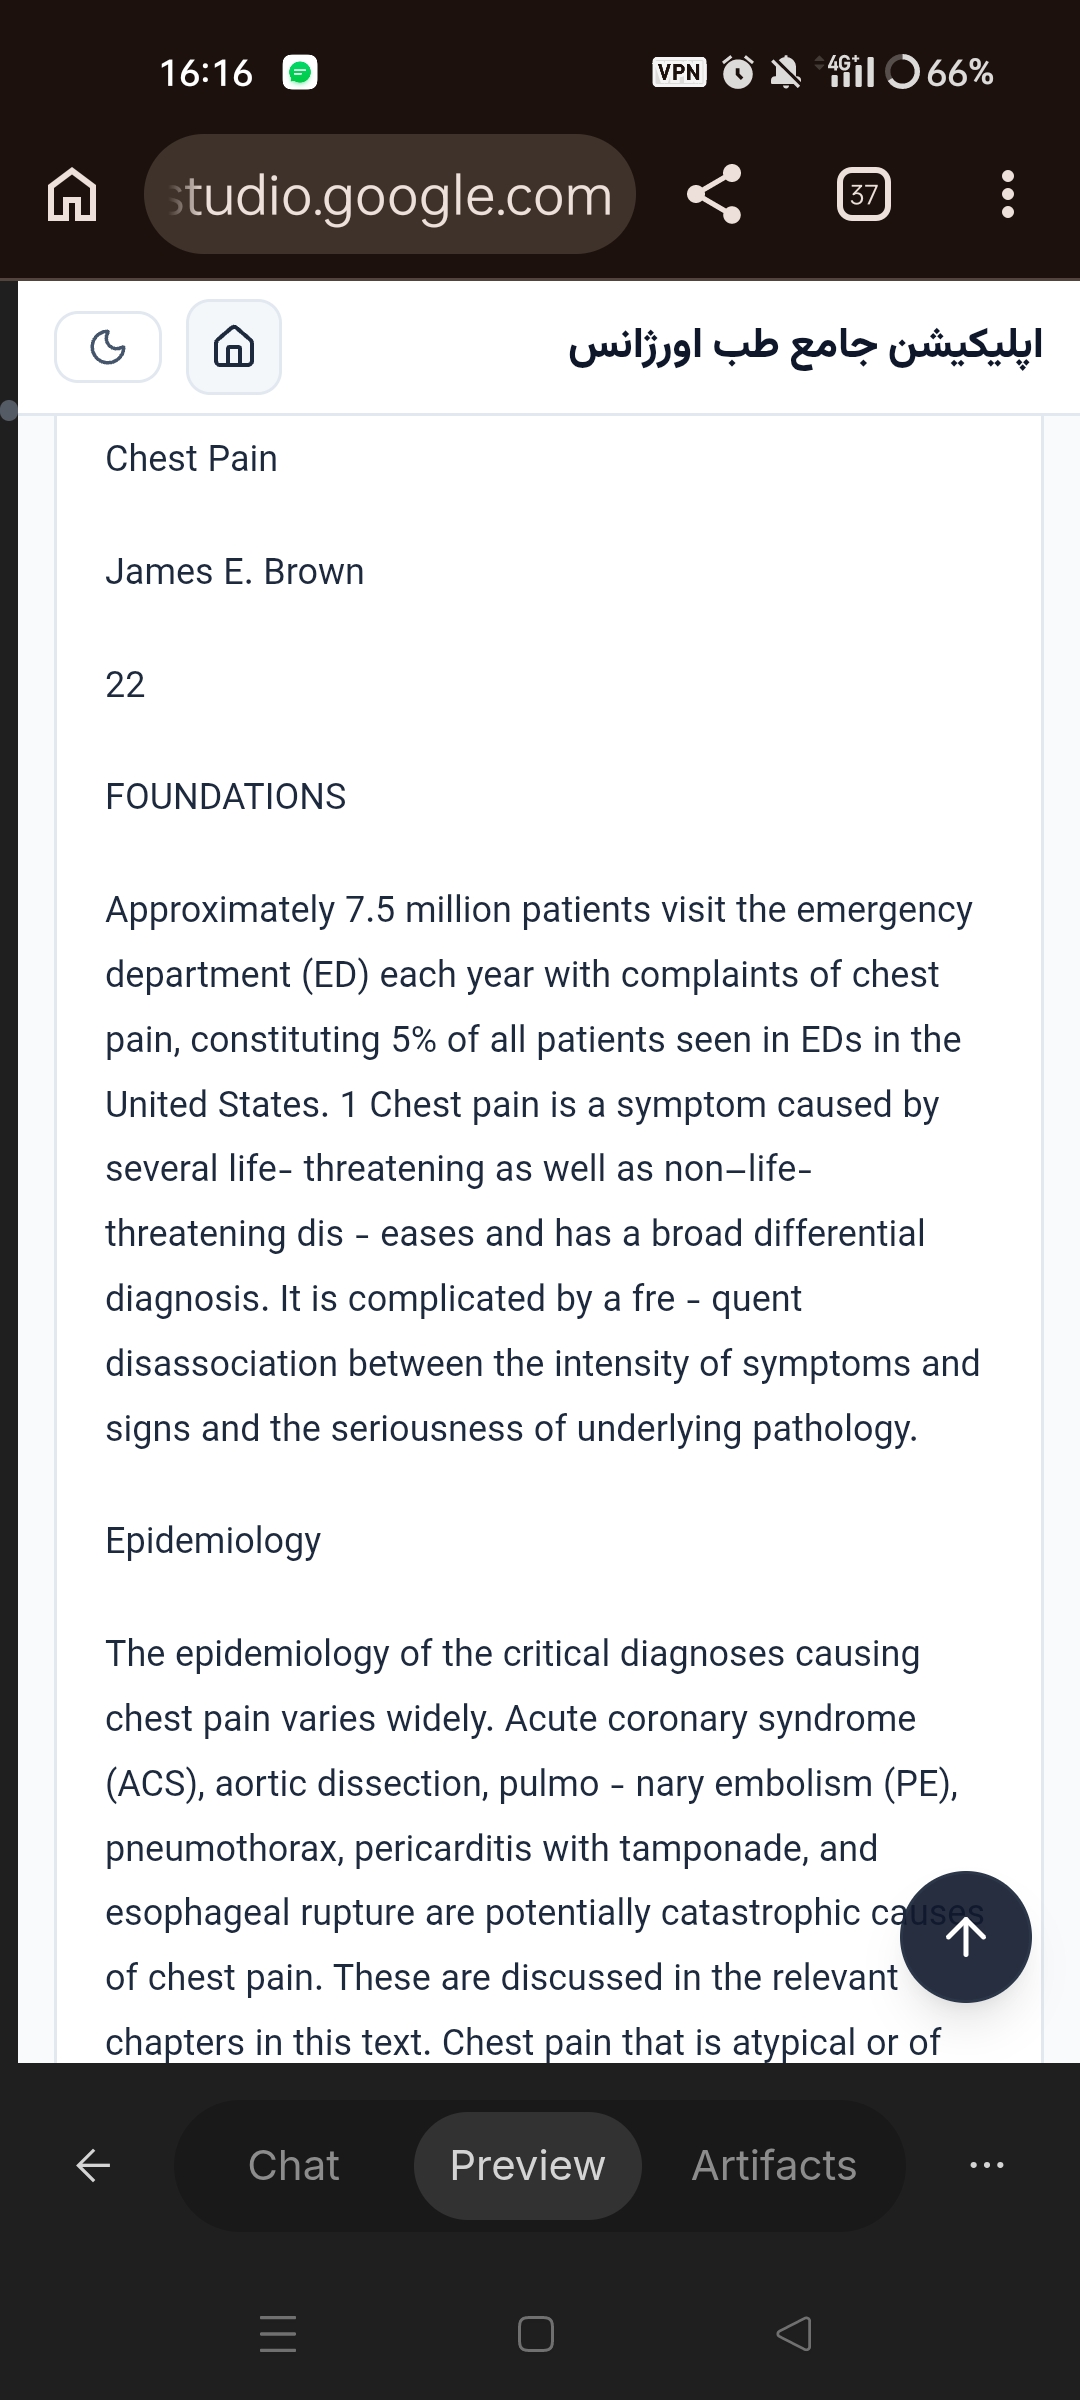 16:16
VPN
4G+
66%
studio.google.com
37
اپلیکیشن جامع طب اورژانس
Chest Pain
James E. Brown
22
FOUNDATIONS
Approximately 7.5 million patients visit the emergency
department (ED) each year with complaints of chest
pain, constituting 5% of all patients seen in EDs in the
United States. 1 Chest pain is a symptom caused by
several life- threatening as well as non–life-
threatening dis - eases and has a broad differential
diagnosis. It is complicated by a fre - quent
disassociation between the intensity of symptoms and
signs and the seriousness of underlying pathology.
Epidemiology
The epidemiology of the critical diagnoses causing
chest pain varies widely. Acute coronary syndrome
(ACS), aortic dissection, pulmo - nary embolism (PE),
pneumothorax, pericarditis with tamponade, and
esophageal rupture are potentially catastrophic causes
of chest pain. These are discussed in the relevant
chapters in this text. Chest pain that is atypical or of
Chat
Preview
Artifacts